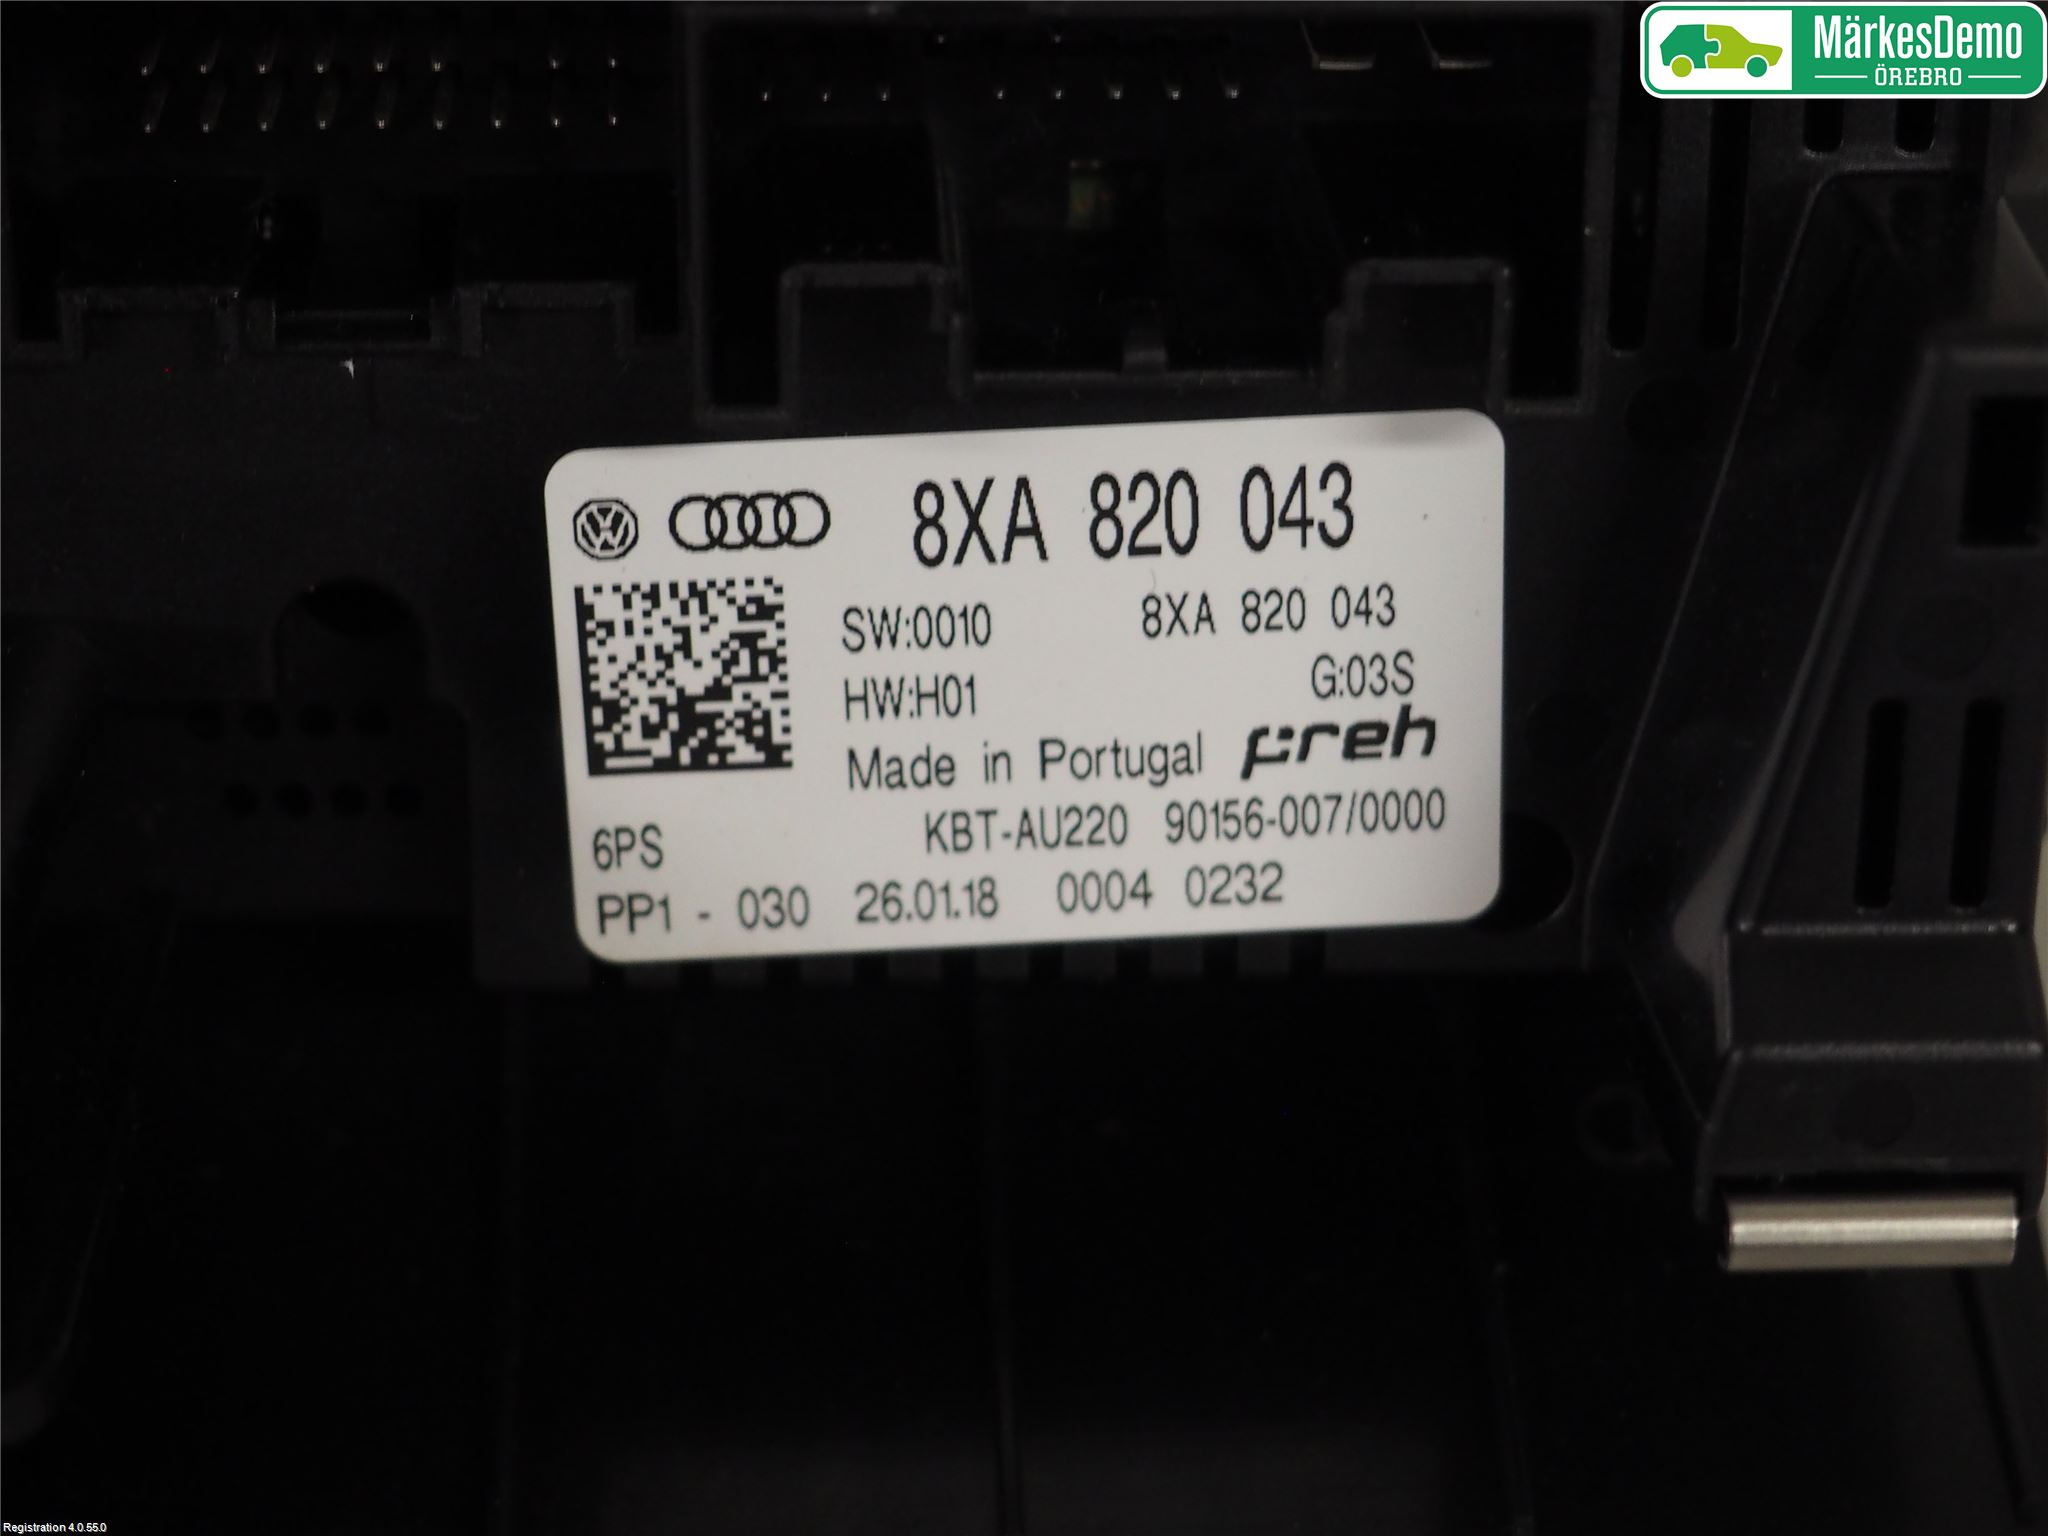 MärkesDemo
ÖREBRO
8XA 820 043
SW:0010 8XA 820 043
HW:H01 G:03S
Made in Portugal preh
6PS KBT-AU220 90156-007/0000
PP1 - 030 26.01.18 0004 0232
Registration 4.0.55.0